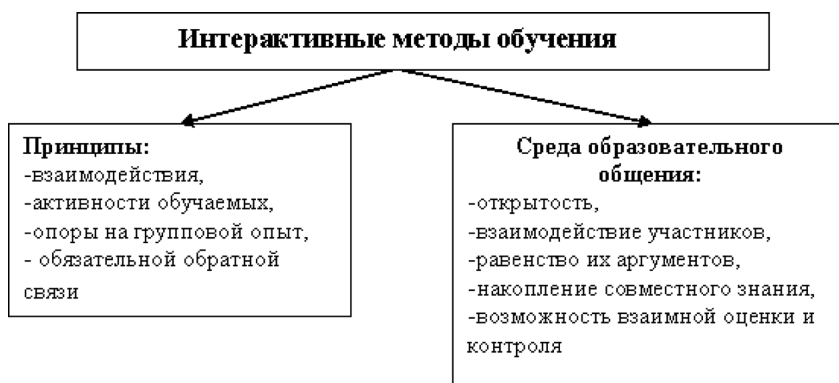 Интерактивные методы обучения
Принципы:
-взаимодействия,
-активности обучаемых,
-опоры на групповой опыт,
- обязательной обратной
связи
Среда образовательного
общения:
-открытость,
-взаимодействие участников,
-равенство их аргументов,
-накопление совместного знания,
-возможность взаимной оценки и
контроля